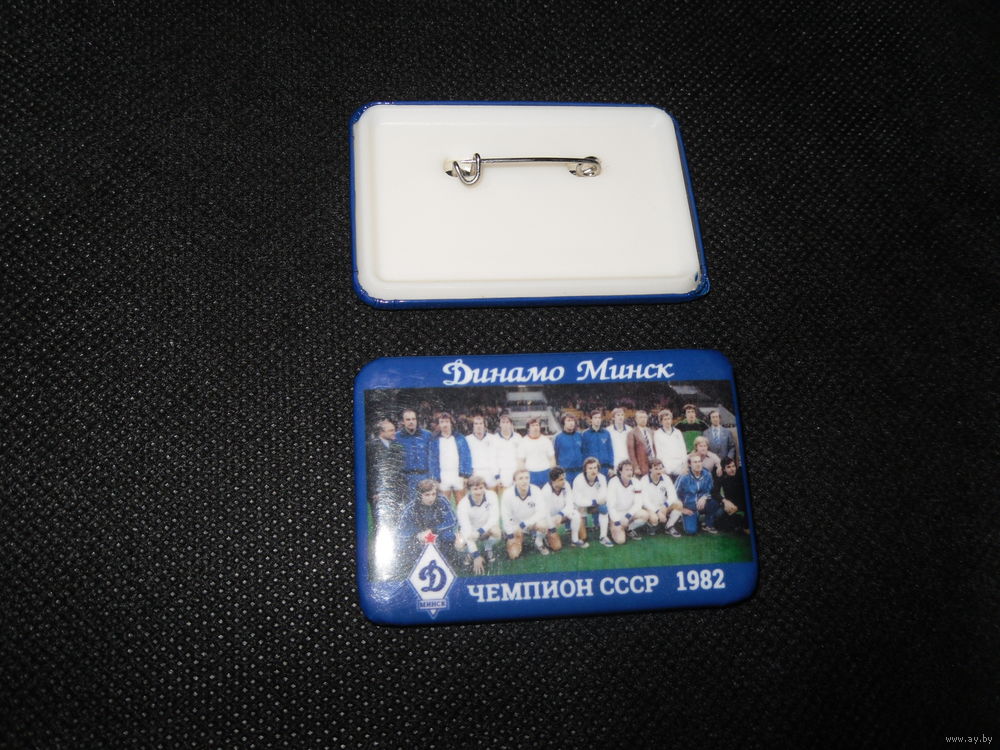 Динамо Минск
Д
МИНСК
ЧЕМПИОН СССР 1982
www.ay.by